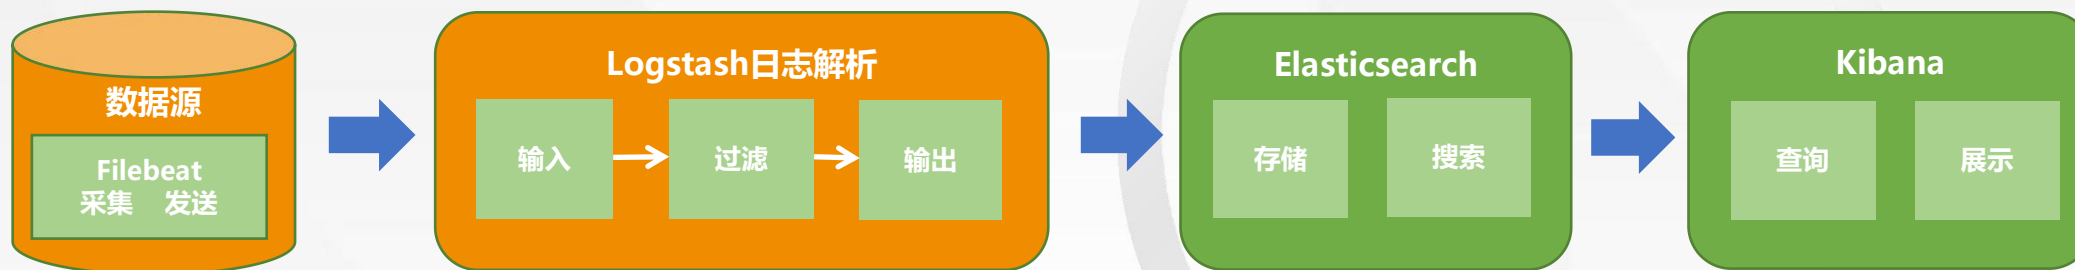 数据源
Filebeat
采集 发送
Logstash日志解析
输入
过滤
输出
Elasticsearch
存储
搜索
Kibana
查询
展示